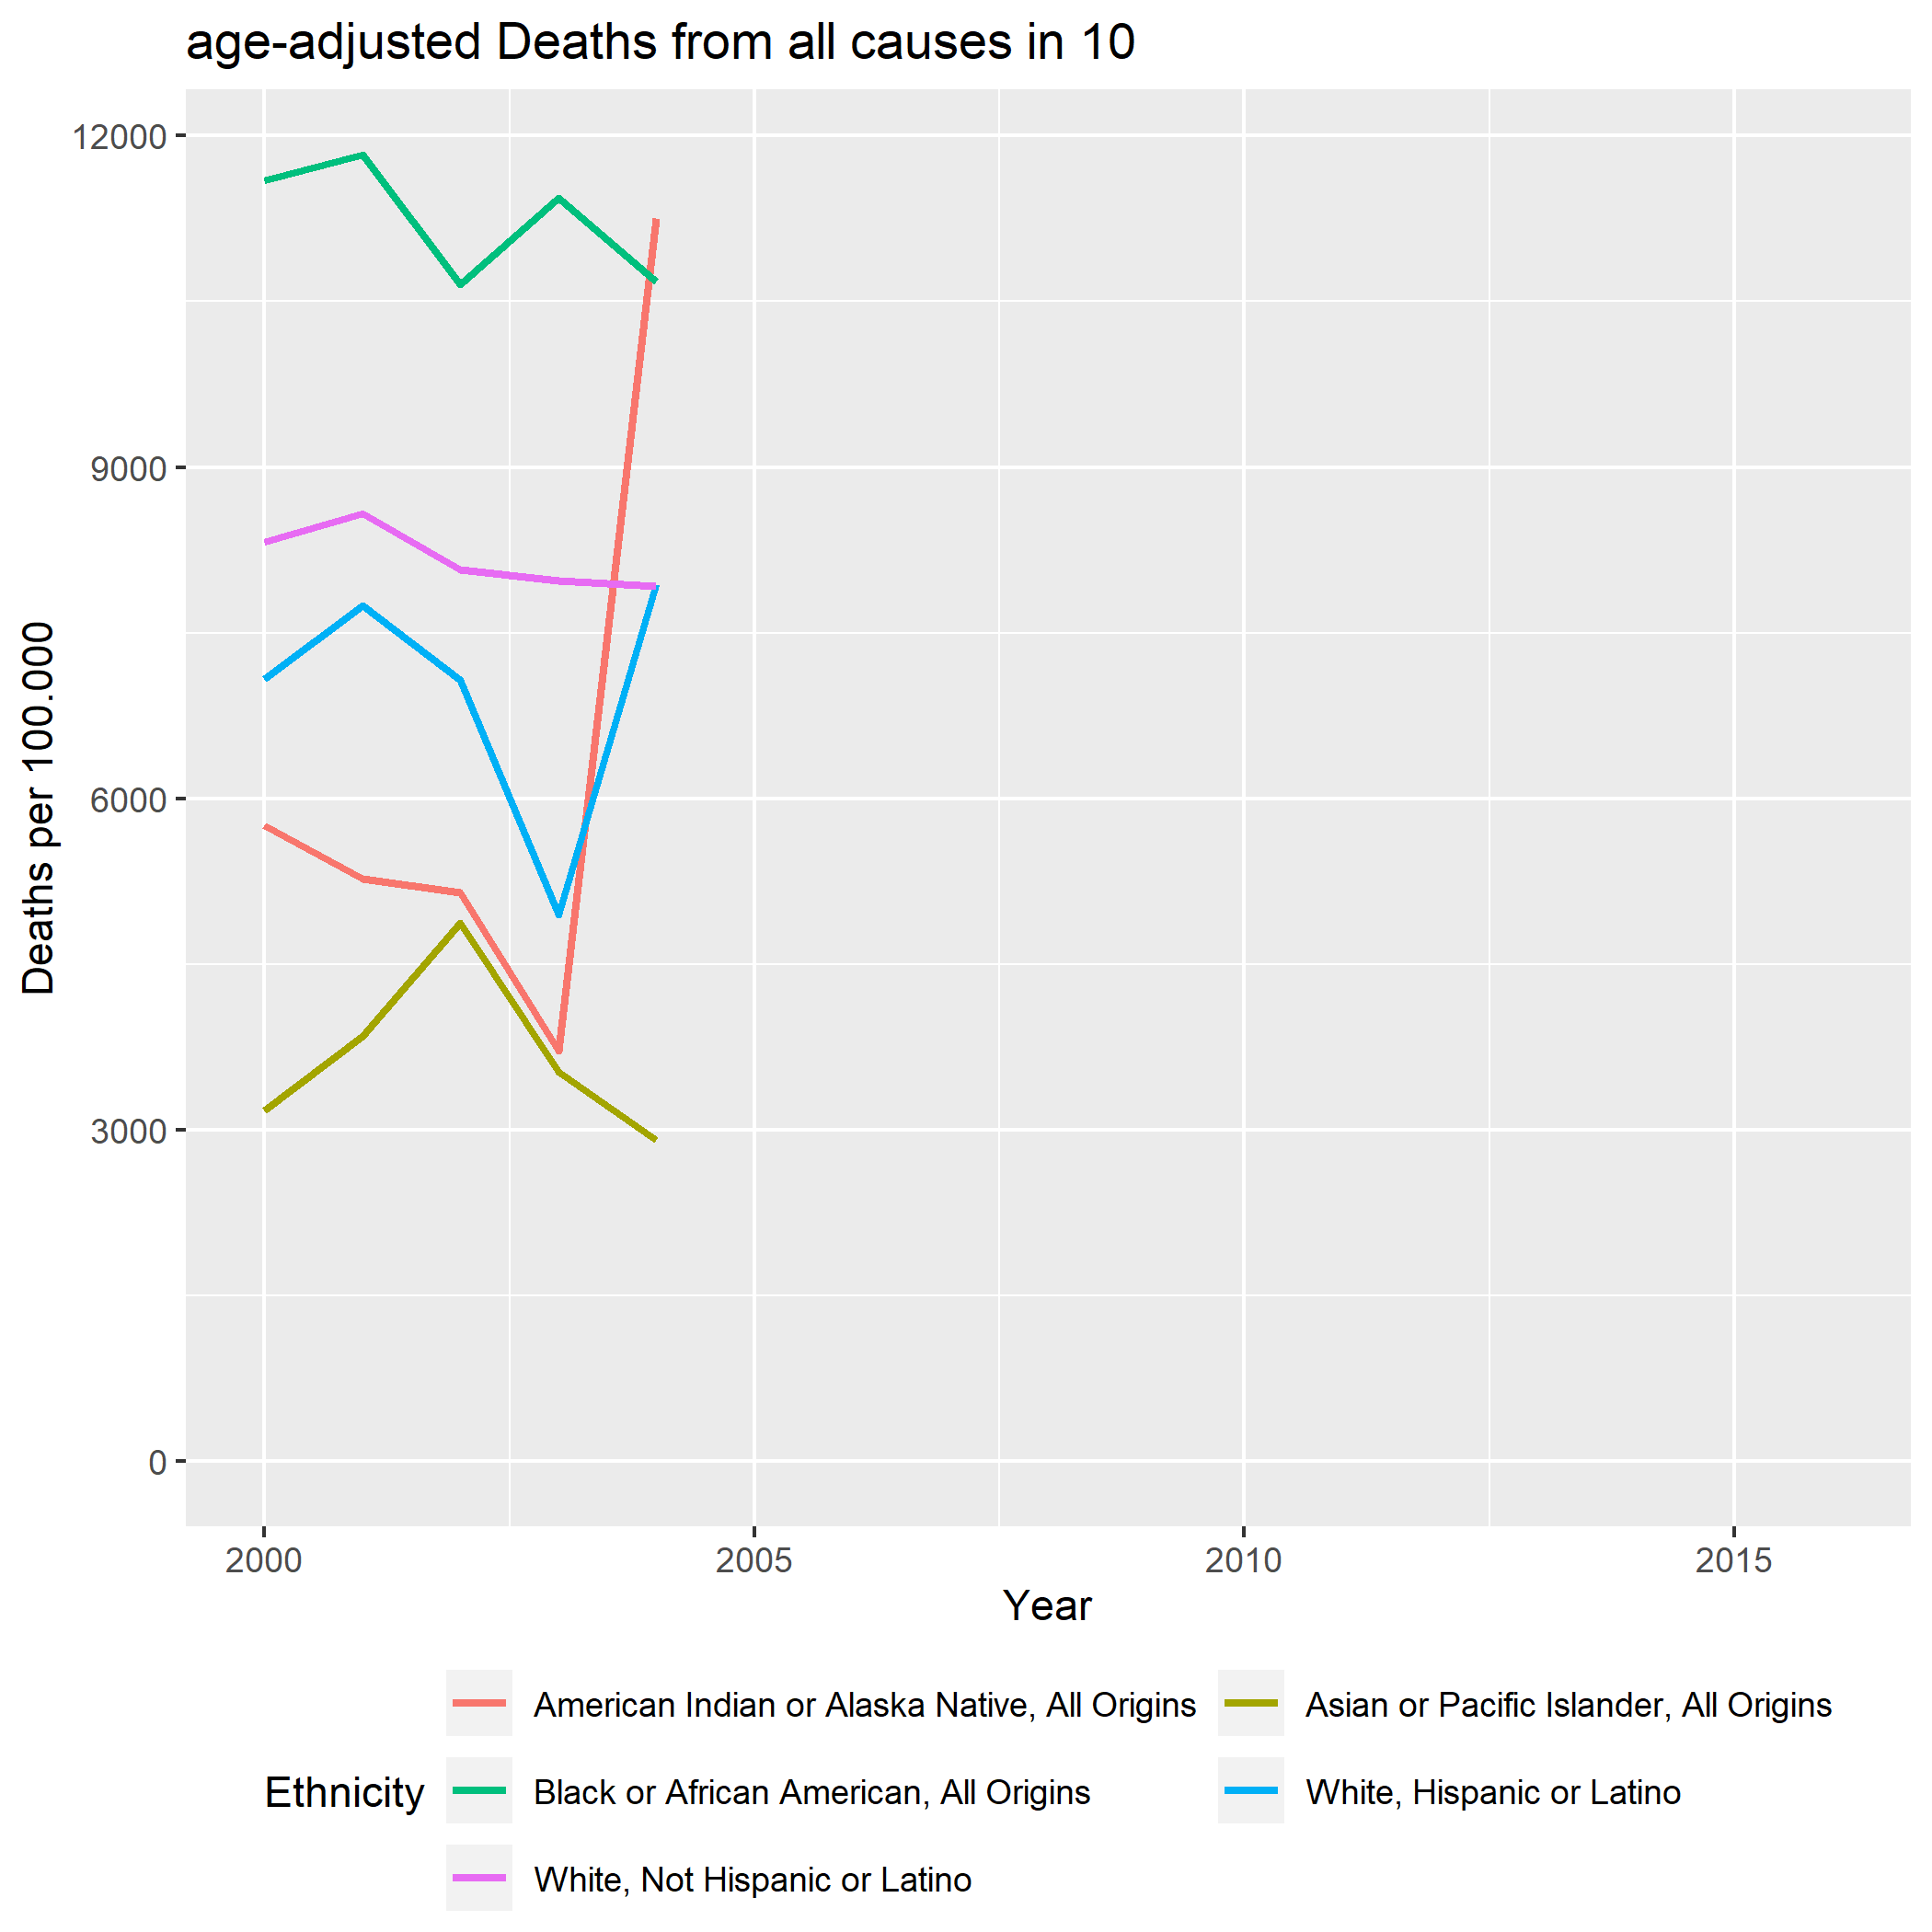 age-adjusted Deaths from all causes in 10
12000
9000
6000
3000
0
Deaths per 100.000
2000 2005 2010 2015
Year
Ethnicity
American Indian or Alaska Native, All Origins
Asian or Pacific Islander, All Origins
Black or African American, All Origins
White, Hispanic or Latino
White, Not Hispanic or Latino